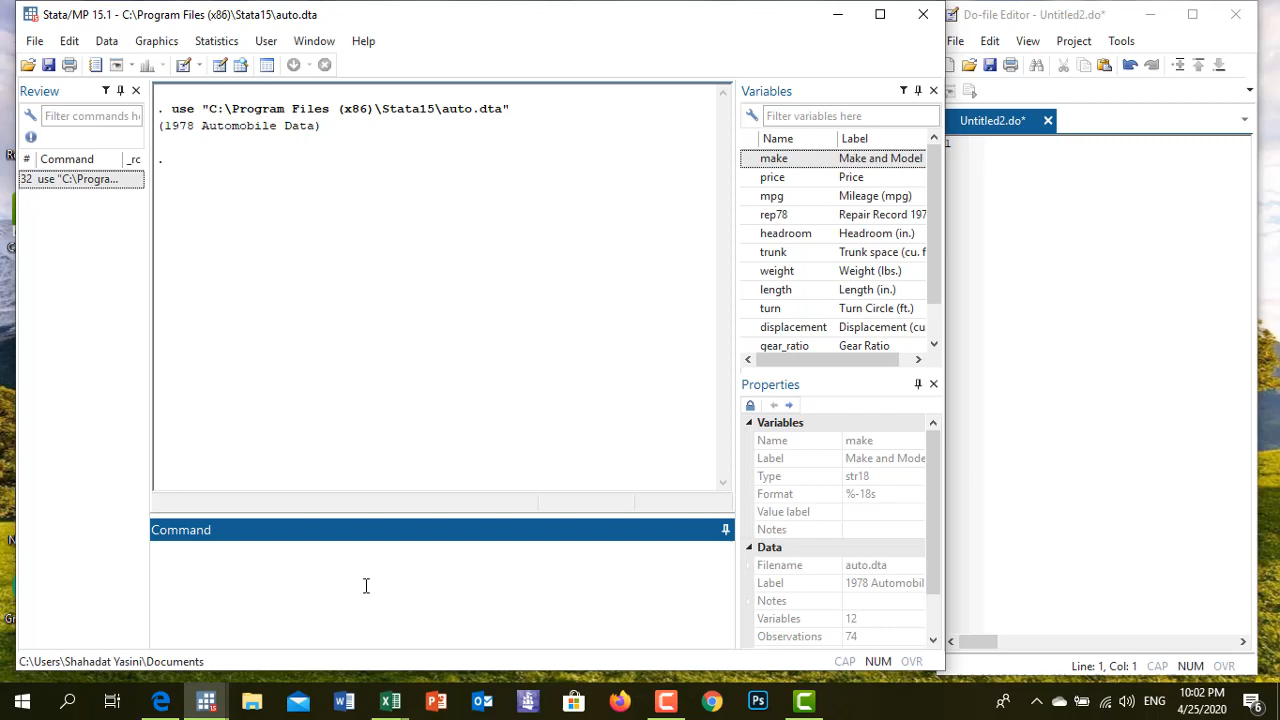 Stata/MP 15.1 - C:\Program Files (x86)\Stata15\auto.dta
File Edit Data Graphics Statistics User Window Help
Review
Filter commands he
# Command _rc
32 use "C:\Progra...
. use "C:\Program Files (x86)\Stata15\auto.dta"
(1978 Automobile Data)
.
Command
Variables
Filter variables here
Name Label
make Make and Model
price Price
mpg Mileage (mpg)
rep78 Repair Record 197
headroom Headroom (in.)
trunk Trunk space (cu. f
weight Weight (lbs.)
length Length (in.)
turn Turn Circle (ft.)
displacement Displacement (cu
gear_ratio Gear Ratio
Properties
Variables
Name make
Label Make and Mode
Type str18
Format %-18s
Value label
Notes
Data
Filename auto.dta
Label 1978 Automobil
Notes
Variables 12
Observations 74
C:\Users\Shahadat Yasini\Documents
CAP NUM OVR
Do-file Editor - Untitled2.do*
File Edit View Project Tools
Untitled2.do*
1
Line: 1, Col: 1 CAP NUM OVR
ENG
10:02 PM
4/25/2020
6